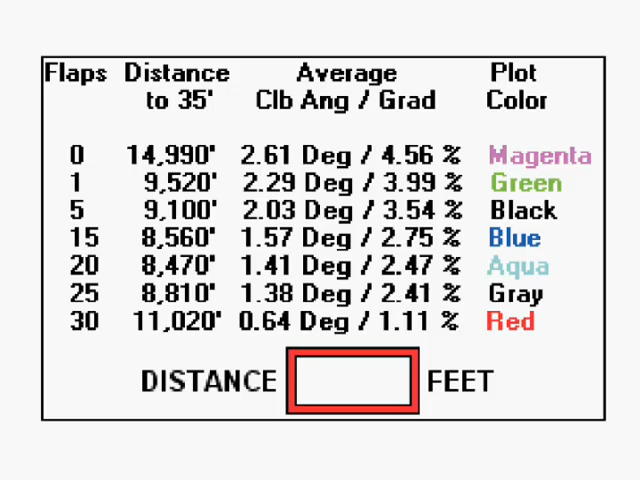 Flaps Distance Average Plot
to 35' Clb Ang / Grad Color
0 14,990' 2.61 Deg / 4.56 % Magenta
1 9,520' 2.29 Deg / 3.99 % Green
5 9,100' 2.03 Deg / 3.54 % Black
15 8,560' 1.57 Deg / 2.75 % Blue
20 8,470' 1.41 Deg / 2.47 % Aqua
25 8,810' 1.38 Deg / 2.41 % Gray
30 11,020' 0.64 Deg / 1.11 % Red
DISTANCE FEET